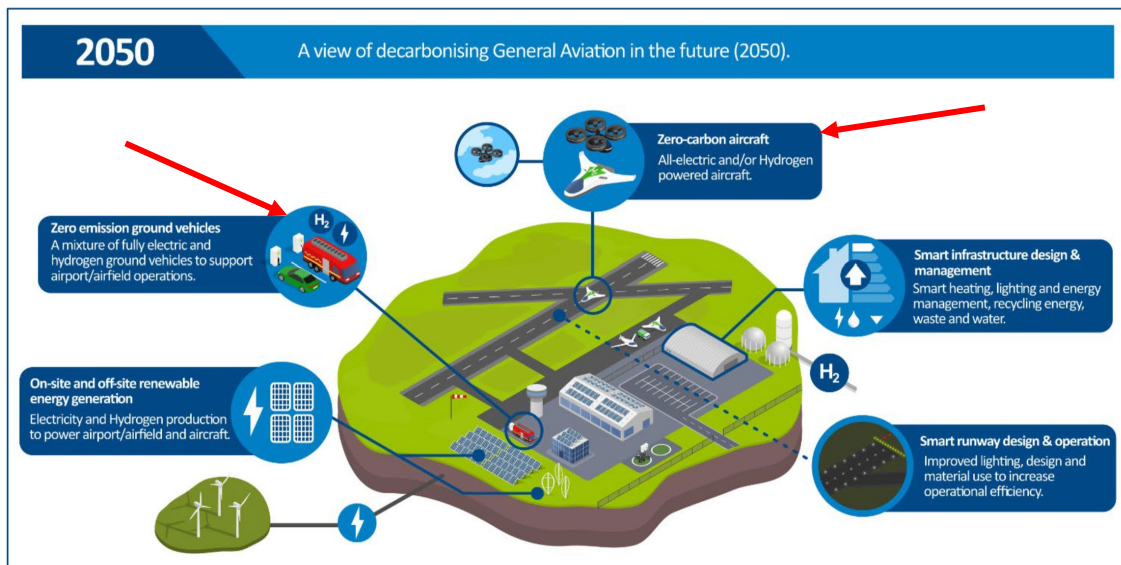 2050
A view of decarbonising General Aviation in the future (2050).
Zero-carbon aircraft
All-electric and/or Hydrogen
powered aircraft.
Zero emission ground vehicles
A mixture of fully electric and
hydrogen ground vehicles to support
airport/airfield operations.
H2
Smart infrastructure design &
management
Smart heating, lighting and energy
management, recycling energy,
waste and water.
H2
On-site and off-site renewable
energy generation
Electricity and Hydrogen production
to power airport/airfield and aircraft.
Smart runway design & operation
Improved lighting, design and
material use to increase
operational efficiency.